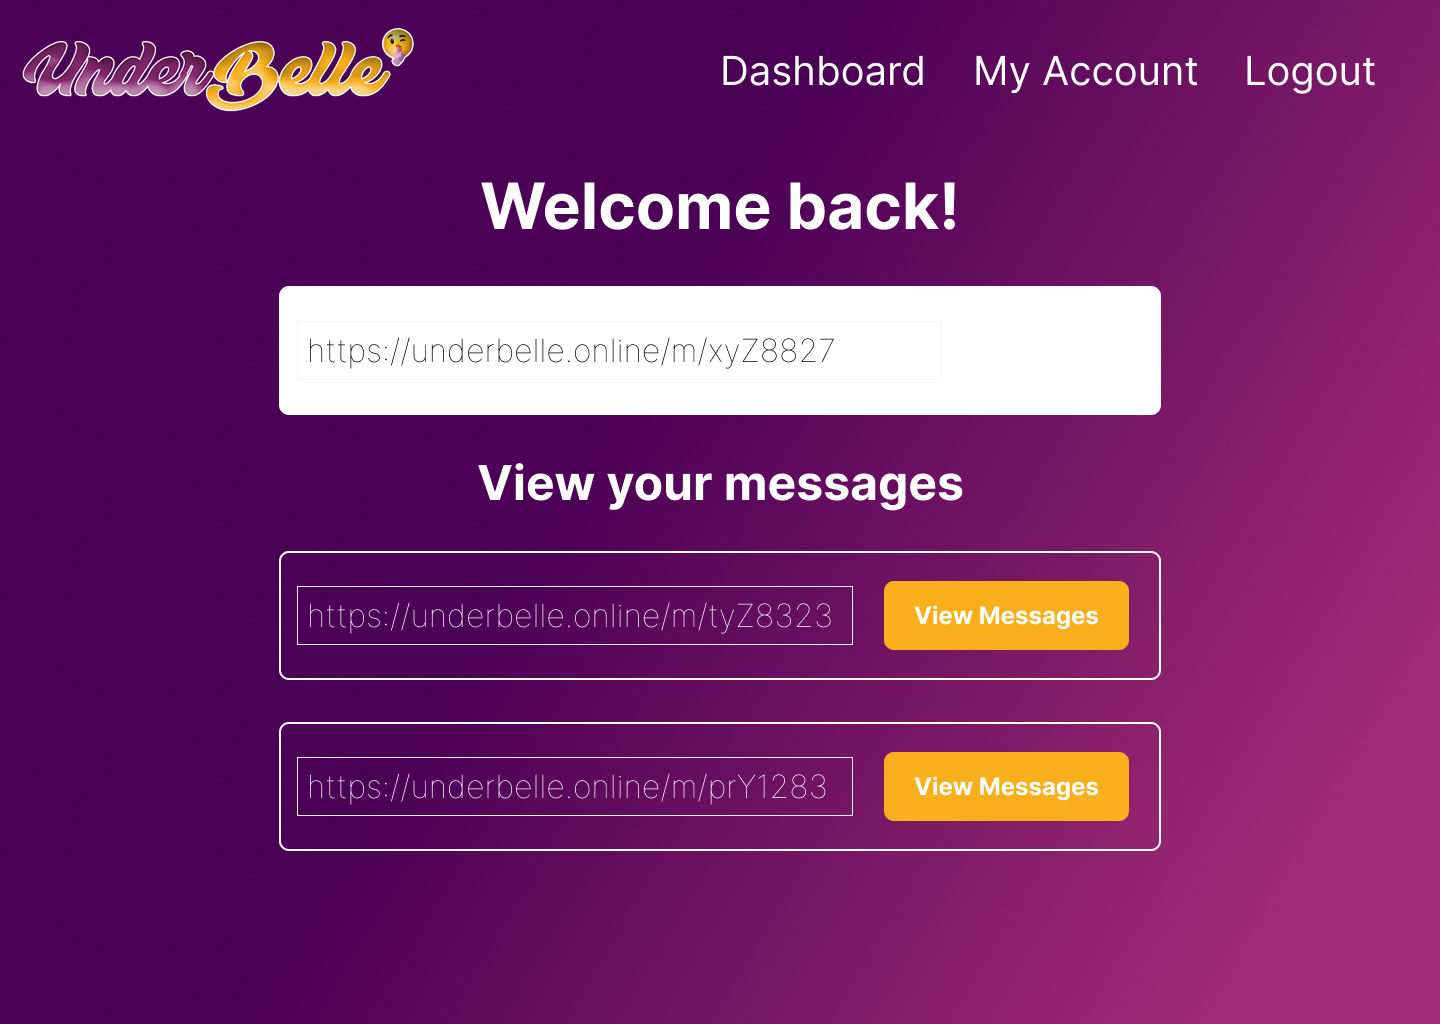 UnderBelle
Dashboard My Account Logout
Welcome back!
https://underbelle.online/m/xyZ8827
View your messages
https://underbelle.online/m/tyZ8323 View Messages
https://underbelle.online/m/prY1283 View Messages